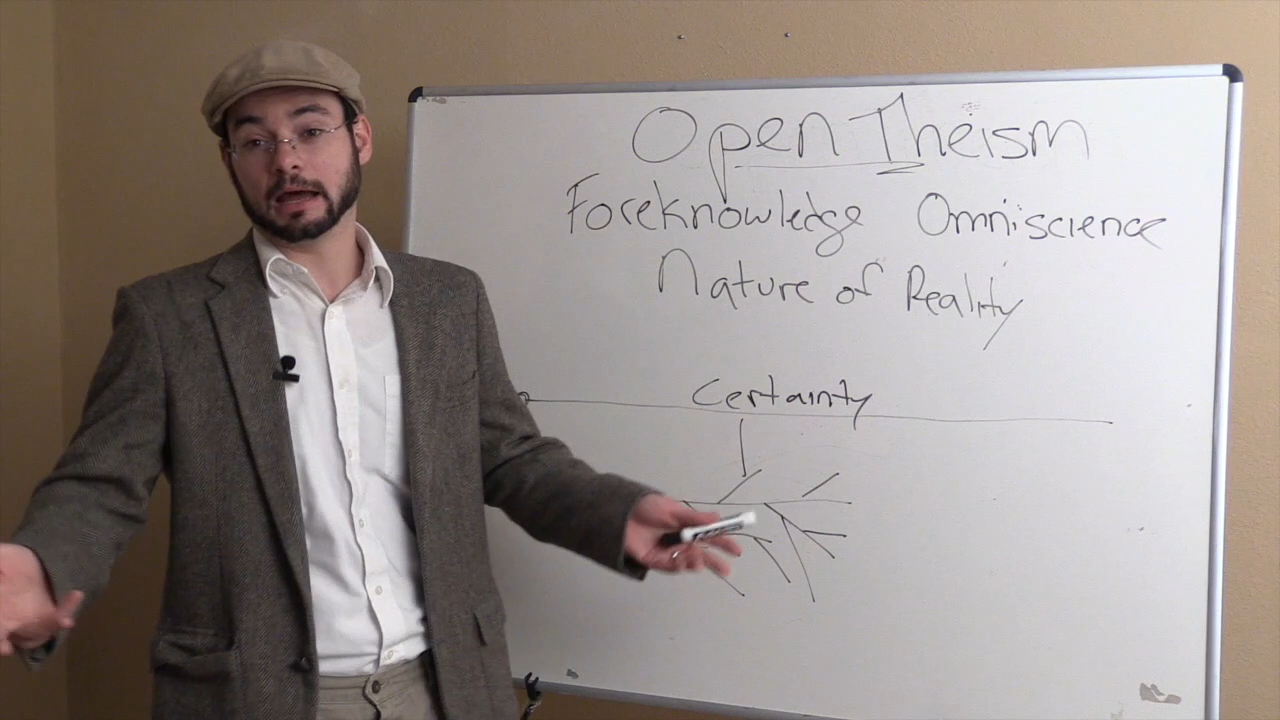 Open Theism
Foreknowledge Omniscience
Nature of Reality
Certainty